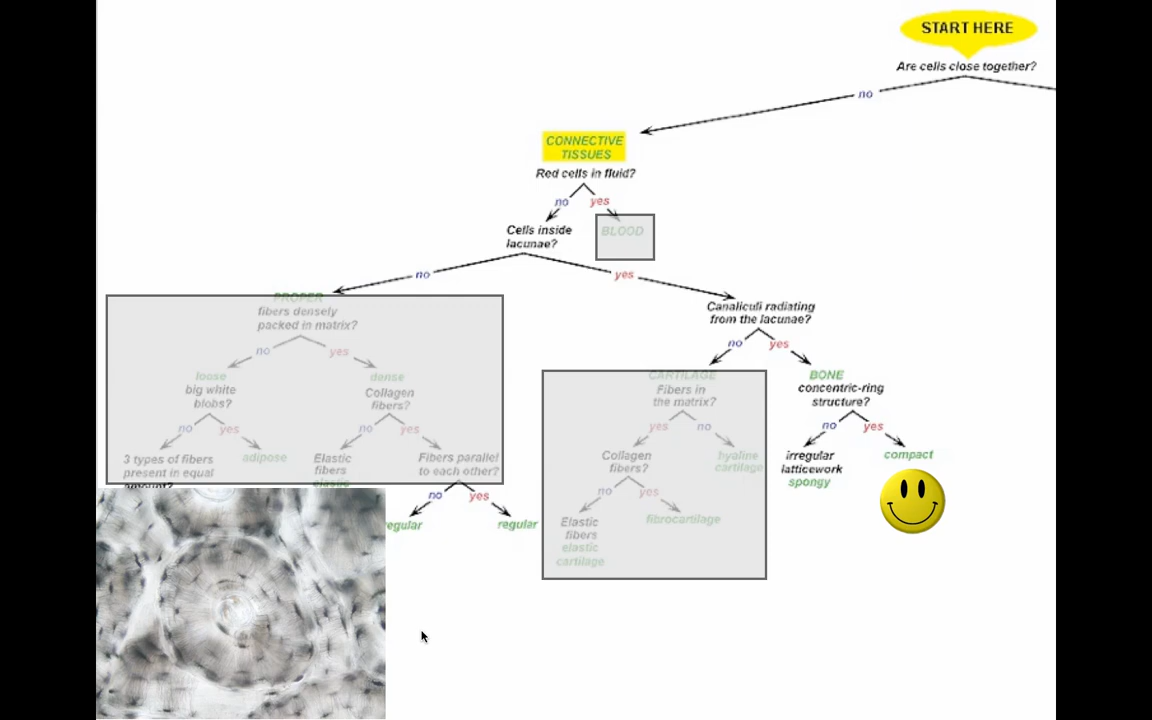 START HERE
Are cells close together?
no
CONNECTIVE
TISSUES
Red cells in fluid?
no
yes
Cells inside
lacunae?
BLOOD
no
yes
PROPER
fibers densely
packed in matrix?
no
yes
loose
big white
blobs?
dense
Collagen
fibers?
no
yes
no
yes
3 types of fibers
present in equal
amount?
adipose
Elastic
fibers
elastic
Fibers parallel
to each other?
no
yes
regular
Canaliculi radiating
from the lacunae?
no
yes
CARTILAGE
Fibers in
the matrix?
yes
no
Collagen
fibers?
hyaline
cartilage
no
yes
Elastic
fibers
elastic
cartilage
fibrocartilage
BONE
concentric-ring
structure?
no
yes
irregular
latticework
spongy
compact